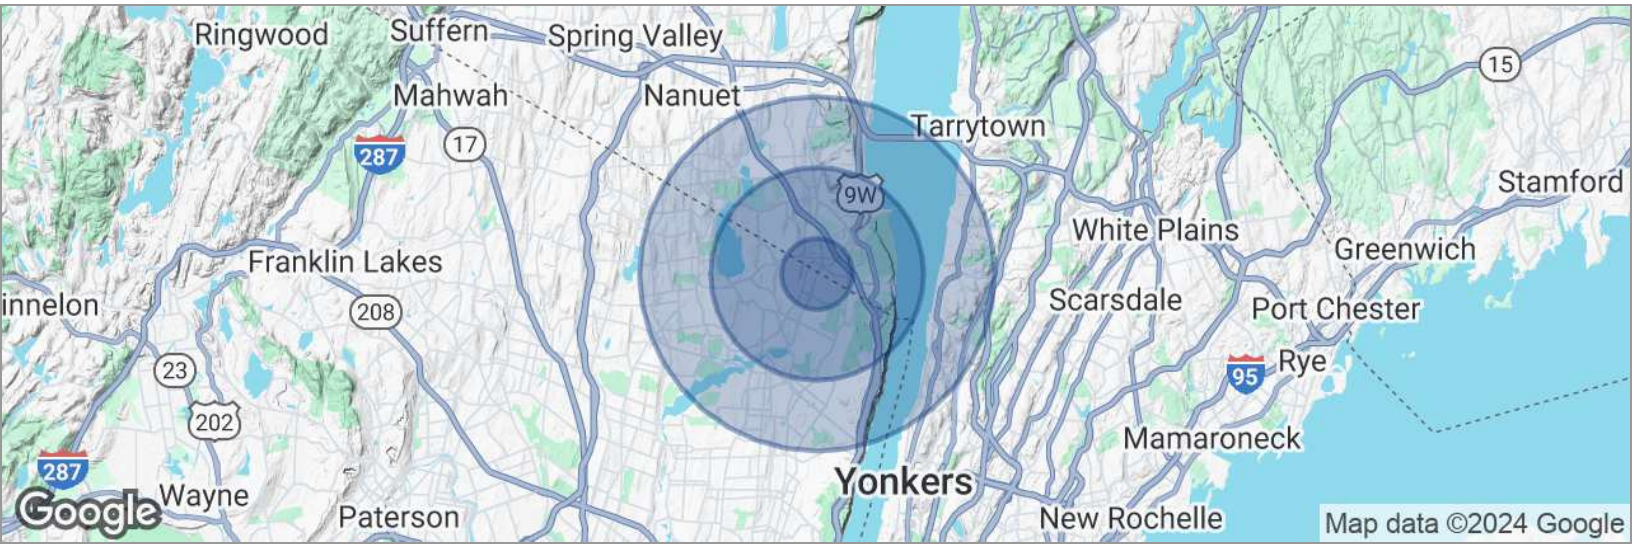 Ringwood
Suffern
Spring Valley
15
Mahwah
Nanuet
Tarrytown
17
287
9W
Stamford
White Plains
Greenwich
Franklin Lakes
innelon
208
Scarsdale
Port Chester
23
95
Rye
202
Mamaroneck
287
Yonkers
Wayne
Google
Paterson
New Rochelle
Map data ©2024 Google